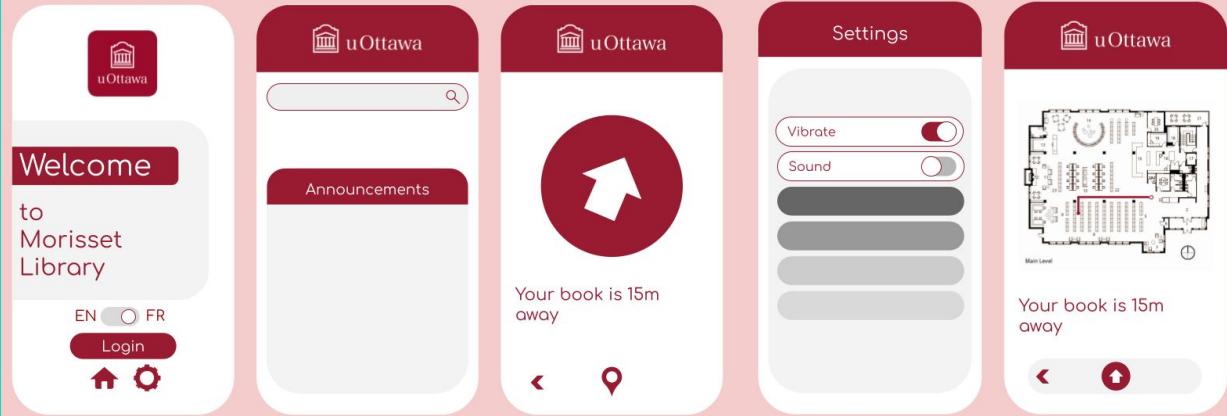 uOttawa
Welcome
to
Morisset
Library
EN FR
Login
uOttawa
Announcements
uOttawa
Your book is 15m
away
Settings
Vibrate
Sound
uOttawa
Main Level
Your book is 15m
away